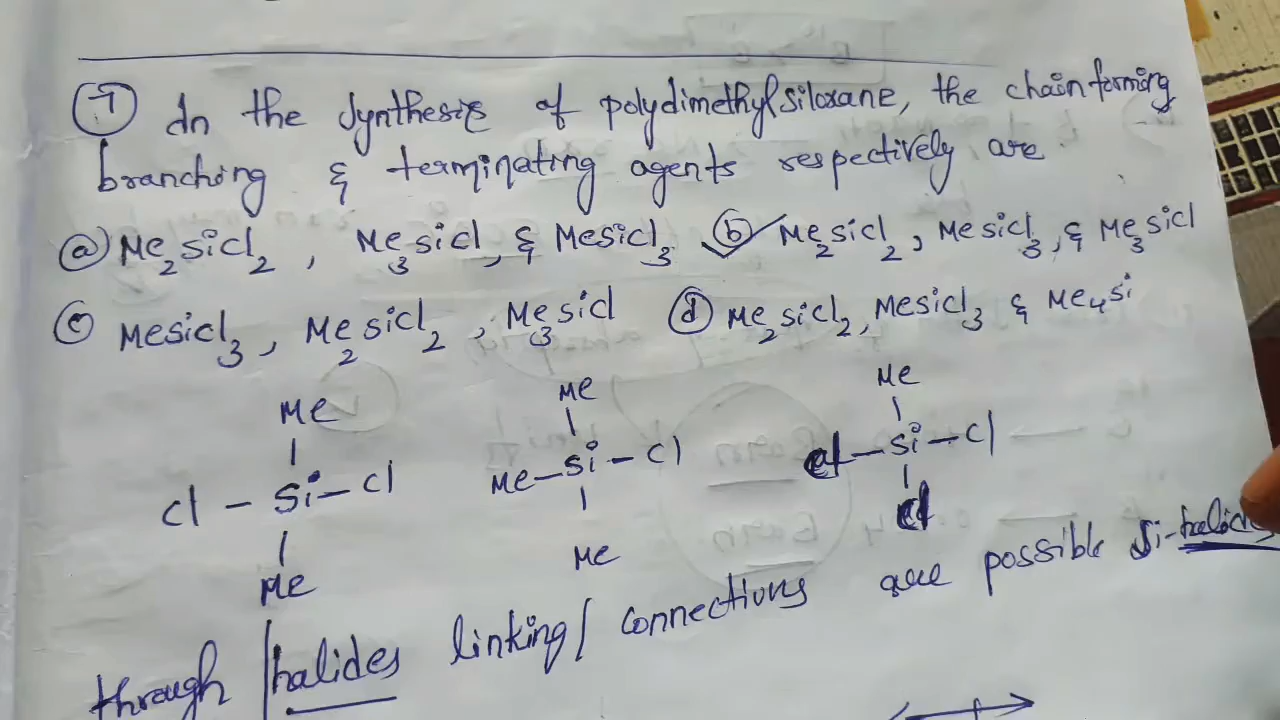 7 In the synthesis of polydimethylsiloxane, the chain forming
branching & terminating agents respectively are
a) Me2SiCl2, Me3SiCl, & MeSiCl3 b) Me2SiCl2, MeSiCl3, & Me3SiCl
c) MeSiCl3, Me2SiCl2, Me3SiCl d) Me2SiCl2, MeSiCl3 & Me4Si
Me Me Me
Cl - Si - Cl Me - Si - Cl Cl - Si - Cl
Me Me Cl
through halides linking/connections are possible Si-